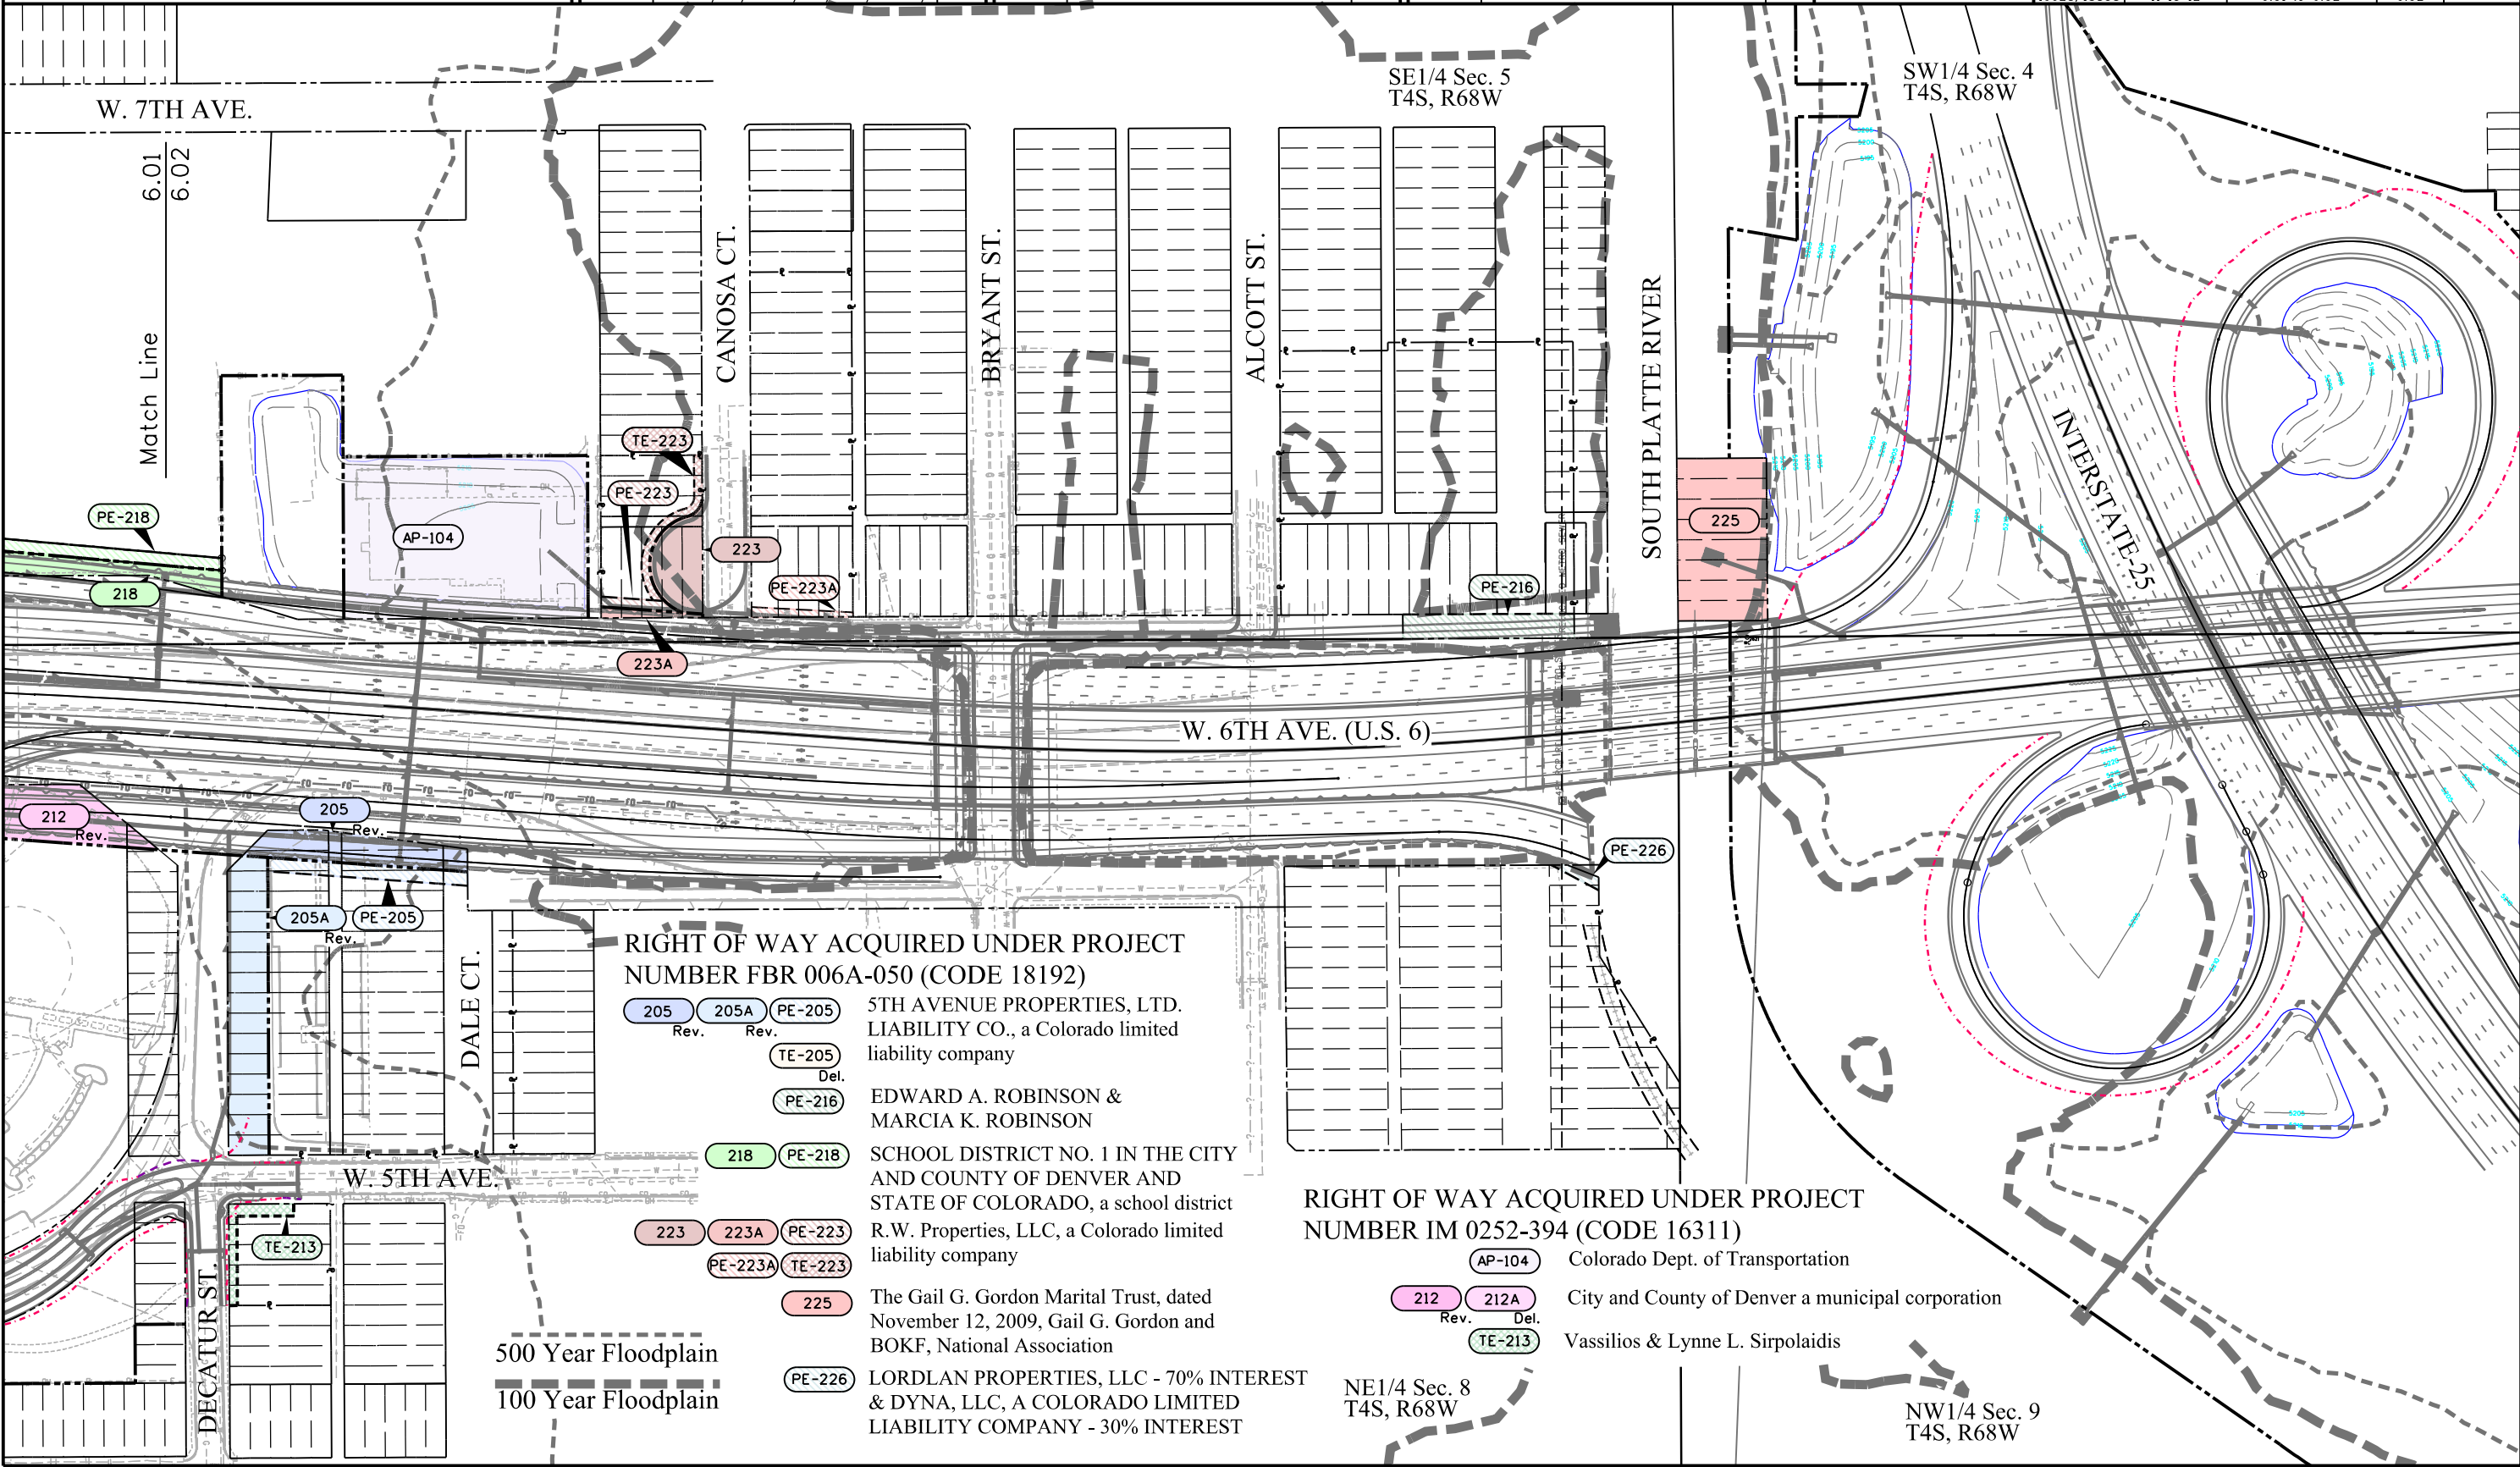 SE1/4 Sec. 5
T4S, R68W
SW1/4 Sec. 4
T4S, R68W
W. 7TH AVE.
6.01
6.02
Match Line
CANOSA CT.
BRYANT ST.
ALCOTT ST.
SOUTH PLATTE RIVER
INTERSTATE-25
TE-223
PE-223
PE-218
AP-104
223
225
218
PE-223A
PE-216
223A
W. 6TH AVE. (U.S. 6)
212
Rev.
205
Rev.
PE-226
205A
Rev.
PE-205
DALE CT.
RIGHT OF WAY ACQUIRED UNDER PROJECT
NUMBER FBR 006A-050 (CODE 18192)
205
Rev.
205A
Rev.
PE-205
TE-205
Del.
5TH AVENUE PROPERTIES, LTD.
LIABILITY CO., a Colorado limited
liability company
PE-216
EDWARD A. ROBINSON &
MARCIA K. ROBINSON
218
PE-218
SCHOOL DISTRICT NO. 1 IN THE CITY
AND COUNTY OF DENVER AND
STATE OF COLORADO, a school district
223
223A
PE-223
PE-223A
TE-223
R.W. Properties, LLC, a Colorado limited
liability company
225
The Gail G. Gordon Marital Trust, dated
November 12, 2009, Gail G. Gordon and
BOKF, National Association
PE-226
LORDLAN PROPERTIES, LLC - 70% INTEREST
& DYNA, LLC, A COLORADO LIMITED
LIABILITY COMPANY - 30% INTEREST
W. 5TH AVE.
TE-213
DECATUR ST.
500 Year Floodplain
100 Year Floodplain
RIGHT OF WAY ACQUIRED UNDER PROJECT
NUMBER IM 0252-394 (CODE 16311)
AP-104
Colorado Dept. of Transportation
212
Rev.
212A
Del.
City and County of Denver a municipal corporation
TE-213
Vassilios & Lynne L. Sirpolaidis
NE1/4 Sec. 8
T4S, R68W
NW1/4 Sec. 9
T4S, R68W